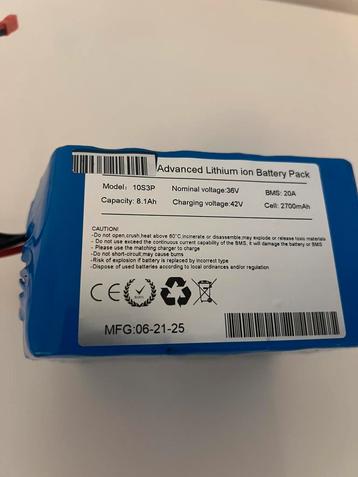 Advanced Lithium ion Battery Pack
Model: 10S3P Nominal voltage:36V BMS: 20A
Capacity: 8.1Ah Charging voltage:42V Cell: 2700mAh
CAUTION:
-Do not open,crush,heat above 60°C,incinerate or disassemble,may explode or release toxic materials
-Do not use exceed the continuous current capability of the BMS, it will damage the battery or BMS
-Please use the matching charger to charge
-Do not short-circuit,may cause burns
-Risk of explosion if battery is replaced by incorrect type
-Dispose of used batteries according to local ordinances and/or regulation
CE
MFG:06-21-25